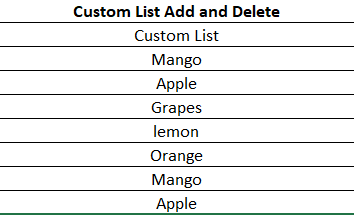 Custom List Add and Delete
Custom List
Mango
Apple
Grapes
lemon
Orange
Mango
Apple